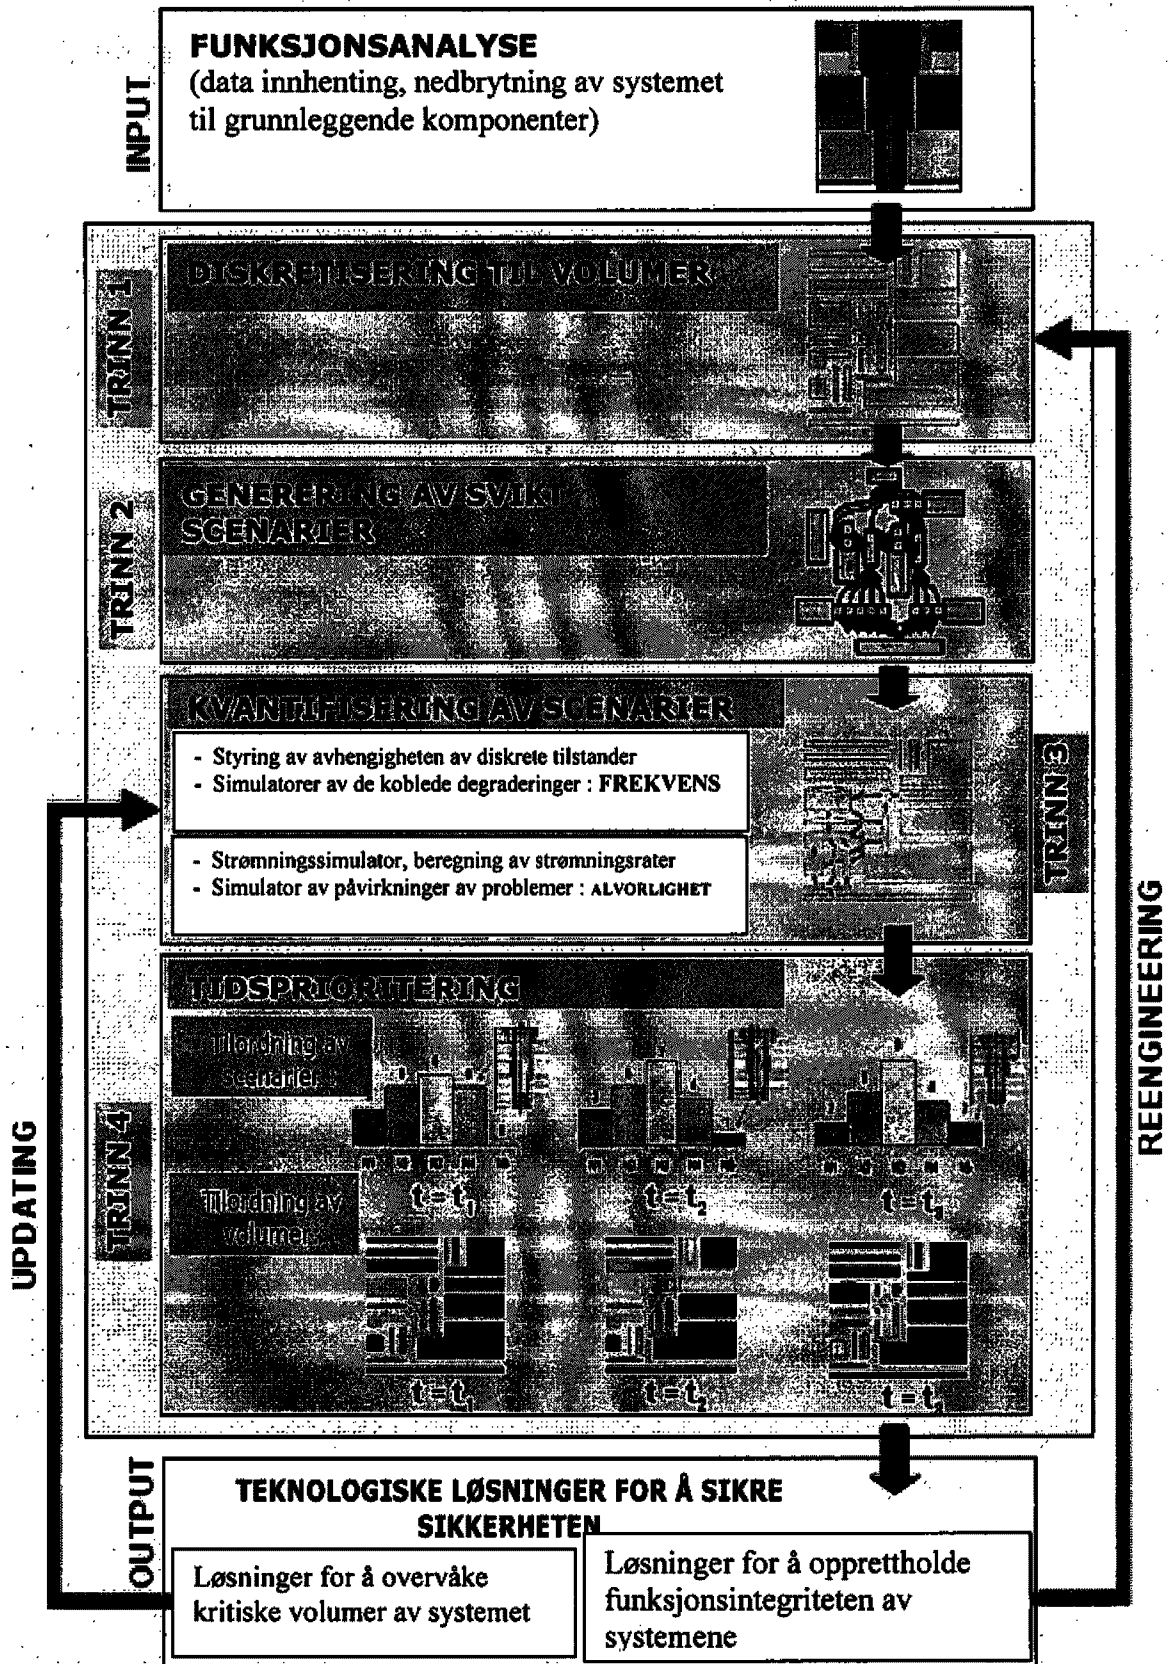 INPUT
FUNKSJONSANALYSE
(data innhenting, nedbrytning av systemet
til grunnleggende komponenter)
TRINN 1
DISKRETISERING TIL VOLUMER
TRINN 2
GENERERING AV SVIKT
SCENARIER
KVANTIFISERING AV SCENARIER
- Styring av avhengigheten av diskrete tilstander
- Simulatorer av de koblede degraderinger : FREKVENS
- Strømningssimulator, beregning av strømningsrater
- Simulator av påvirkninger av problemer : ALVORLIGHET
TRINN 3
TRINN 4
TIDSPRIORITERING
Tilordning av
scenarier
t = t1
t = t2
Tilordning av
volumer
t = t1
t = t2
UPDATING
REENGINEERING
OUTPUT
TEKNOLOGISKE LØSNINGER FOR Å SIKRE
SIKKERHETEN
Løsninger for å overvåke
kritiske volumer av systemet
Løsninger for å opprettholde
funksjonsintegriteten av
systemene